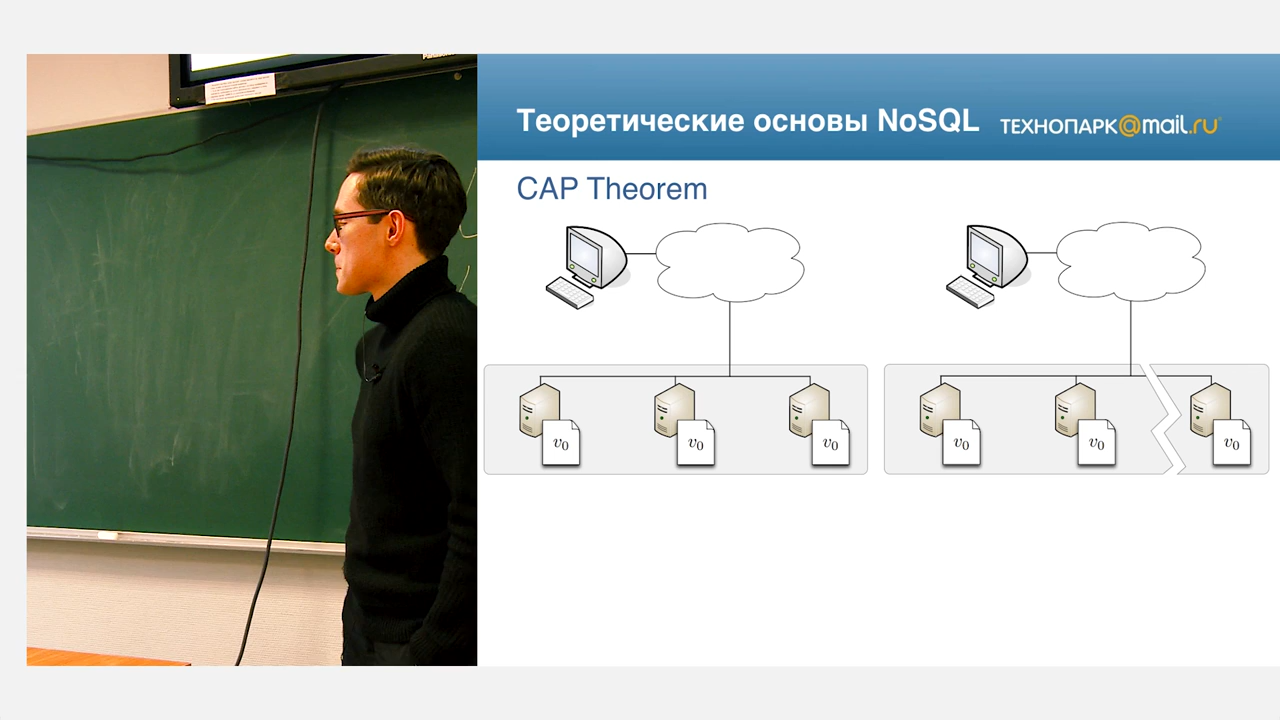 Теоретические основы NoSQL
ТЕХНОПАРК@mail.ru
CAP Theorem
v₀ v₀ v₀ v₀ v₀ v₀